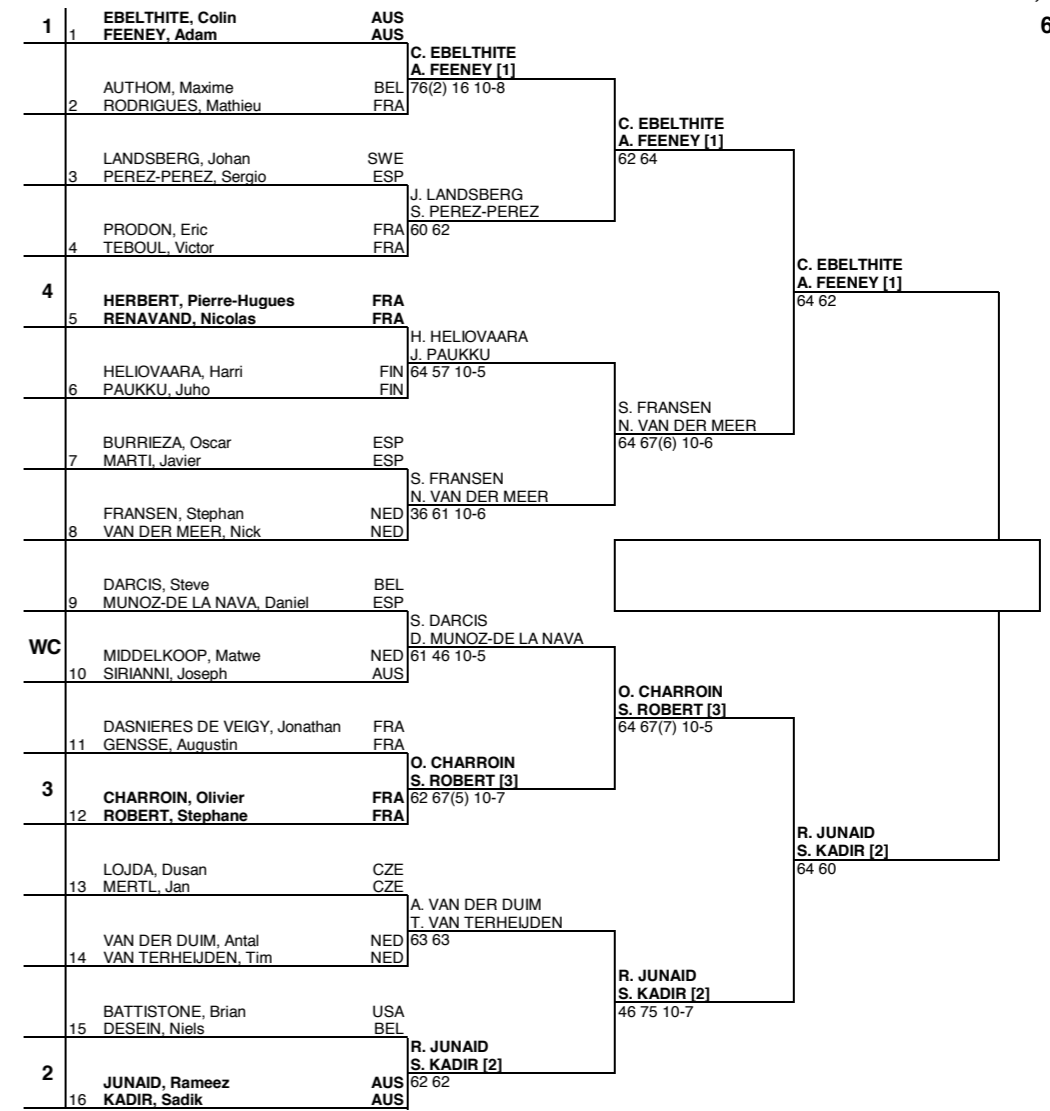 6
1 EBELTHITE, Colin AUS
1 FEENEY, Adam AUS
C. EBELTHITE
A. FEENEY [1]
AUTHOM, Maxime BEL 76(2) 16 10-8
2 RODRIGUES, Mathieu FRA
C. EBELTHITE
A. FEENEY [1]
LANDSBERG, Johan SWE 62 64
3 PEREZ-PEREZ, Sergio ESP
J. LANDSBERG
S. PEREZ-PEREZ
PRODON, Eric FRA 60 62
4 TEBOUL, Victor FRA
C. EBELTHITE
A. FEENEY [1]
4 HERBERT, Pierre-Hugues FRA 64 62
5 RENAVAND, Nicolas FRA
H. HELIOVAARA
J. PAUKKU
HELIOVAARA, Harri FIN 64 57 10-5
6 PAUKKU, Juho FIN
S. FRANSEN
N. VAN DER MEER
BURRIEZA, Oscar ESP 64 67(6) 10-6
7 MARTI, Javier ESP
S. FRANSEN
N. VAN DER MEER
FRANSEN, Stephan NED 36 61 10-6
8 VAN DER MEER, Nick NED
DARCIS, Steve BEL
9 MUNOZ-DE LA NAVA, Daniel ESP
S. DARCIS
D. MUNOZ-DE LA NAVA
WC MIDDELKOOP, Matwe NED 61 46 10-5
10 SIRIANNI, Joseph AUS
O. CHARROIN
S. ROBERT [3]
DASNIERES DE VEIGY, Jonathan FRA 64 67(7) 10-5
11 GENSSE, Augustin FRA
O. CHARROIN
S. ROBERT [3]
3 CHARROIN, Olivier FRA 62 67(5) 10-7
12 ROBERT, Stephane FRA
R. JUNAID
S. KADIR [2]
LOJDA, Dusan CZE 64 60
13 MERTL, Jan CZE
A. VAN DER DUIM
T. VAN TERHEIJDEN
VAN DER DUIM, Antal NED 63 63
14 VAN TERHEIJDEN, Tim NED
R. JUNAID
S. KADIR [2]
BATTISTONE, Brian USA 46 75 10-7
15 DESEIN, Niels BEL
R. JUNAID
S. KADIR [2]
2 JUNAID, Rameez AUS 62 62
16 KADIR, Sadik AUS